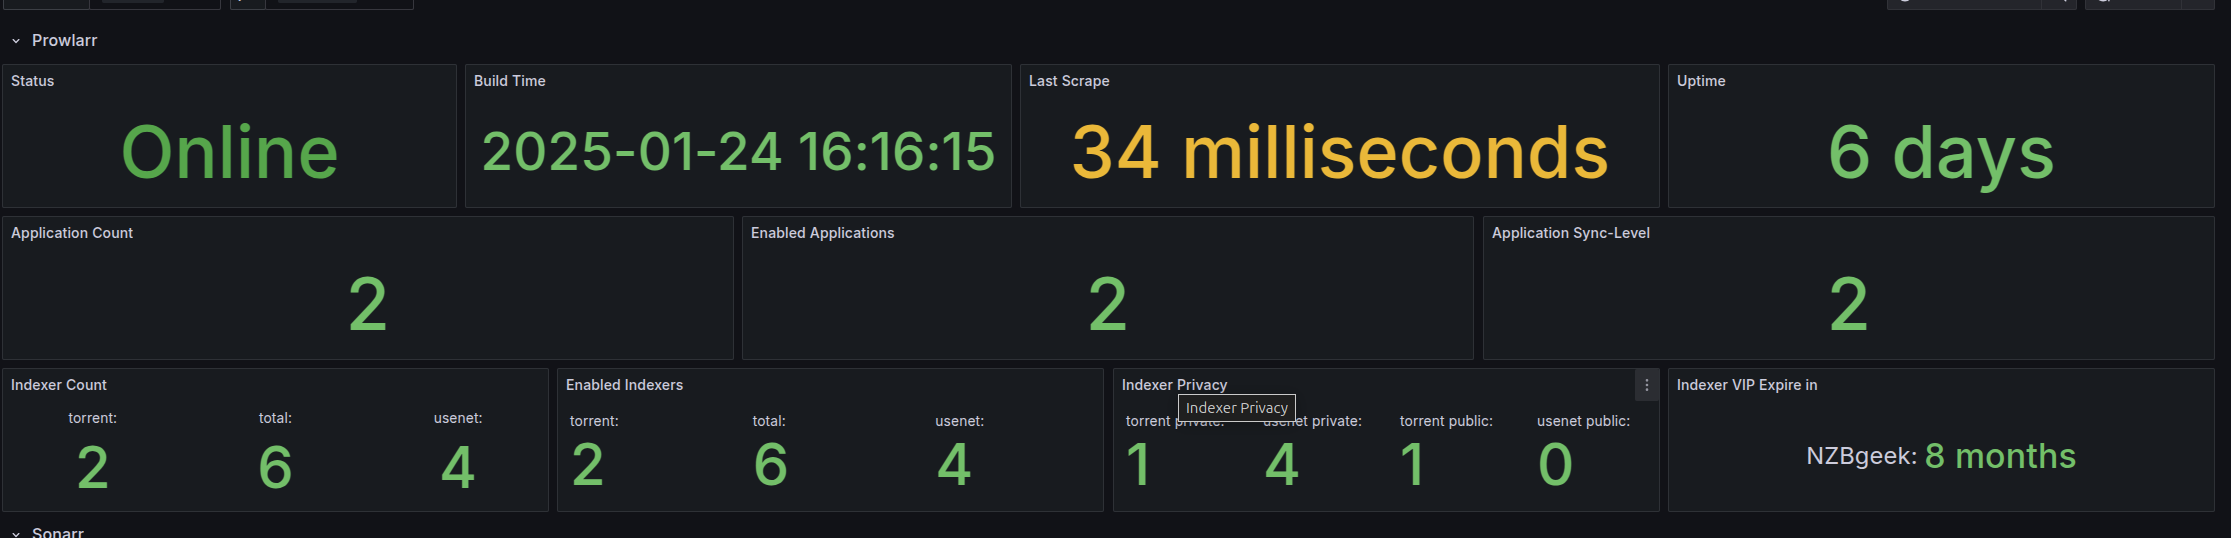 Prowlarr
Status
Build Time
Last Scrape
Uptime
Online
2025-01-24 16:16:15
34 milliseconds
6 days
Application Count
Enabled Applications
Application Sync-Level
2
2
2
Indexer Count
Enabled Indexers
Indexer Privacy
Indexer VIP Expire in
torrent:
total:
usenet:
2
6
4
torrent:
total:
usenet:
2
6
4
Indexer Privacy
torrent private:
usenet private:
torrent public:
usenet public:
1
4
1
0
NZBgeek: 8 months
Sonarr